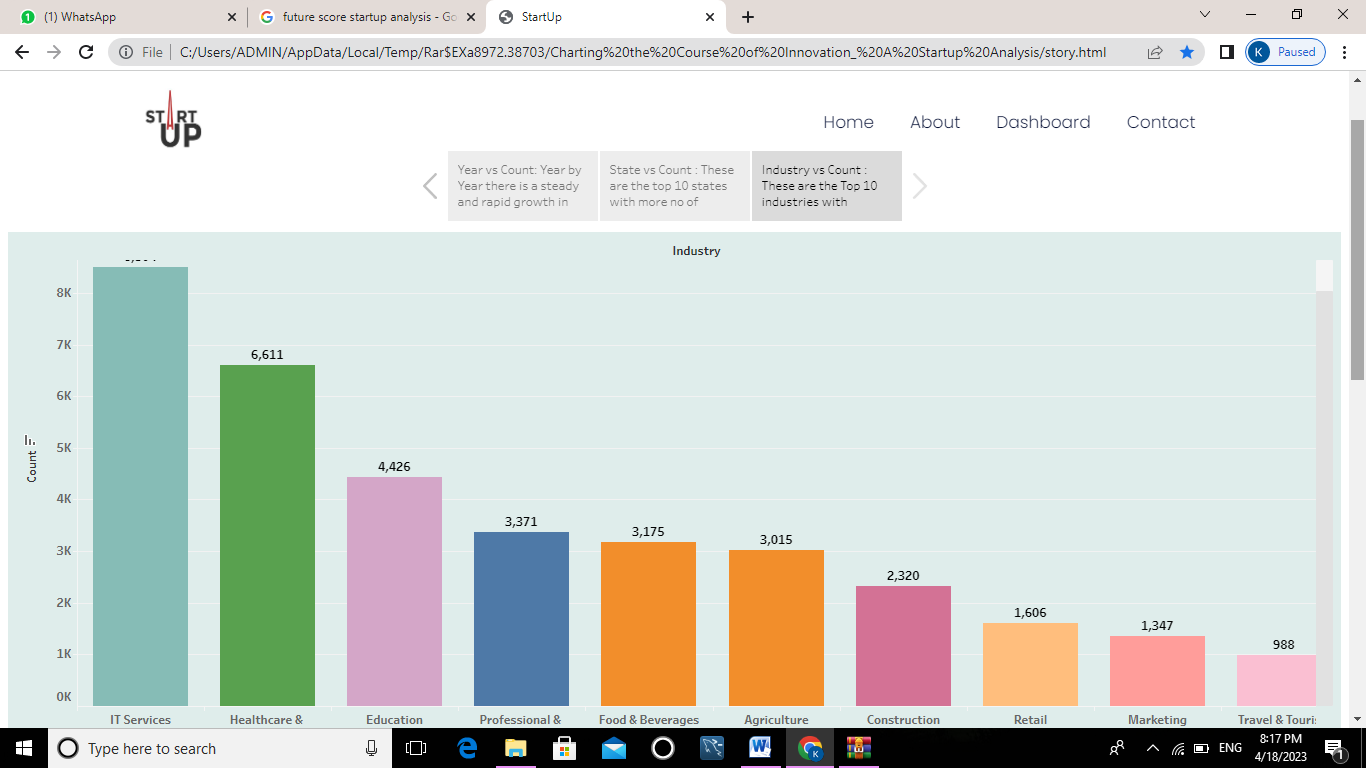 (1) WhatsApp
future score startup analysis - Go
StartUp
File
C:/Users/ADMIN/AppData/Local/Temp/Rar$EXa8972.38703/Charting%20the%20Course%20of%20Innovation_%20A%20Startup%20Analysis/story.html
K Paused
START
UP
Home About Dashboard Contact
Year vs Count: Year by
Year there is a steady
and rapid growth in
State vs Count : These
are the top 10 states
with more no of
Industry vs Count :
These are the Top 10
industries with
Industry
8K
7K
6K
5K
4K
3K
2K
1K
0K
Count
6,611
4,426
3,371
3,175
3,015
2,320
1,606
1,347
988
IT Services
Healthcare &
Education
Professional &
Food & Beverages
Agriculture
Construction
Retail
Marketing
Travel & Touri
Type here to search
ENG
8:17 PM
4/18/2023
1